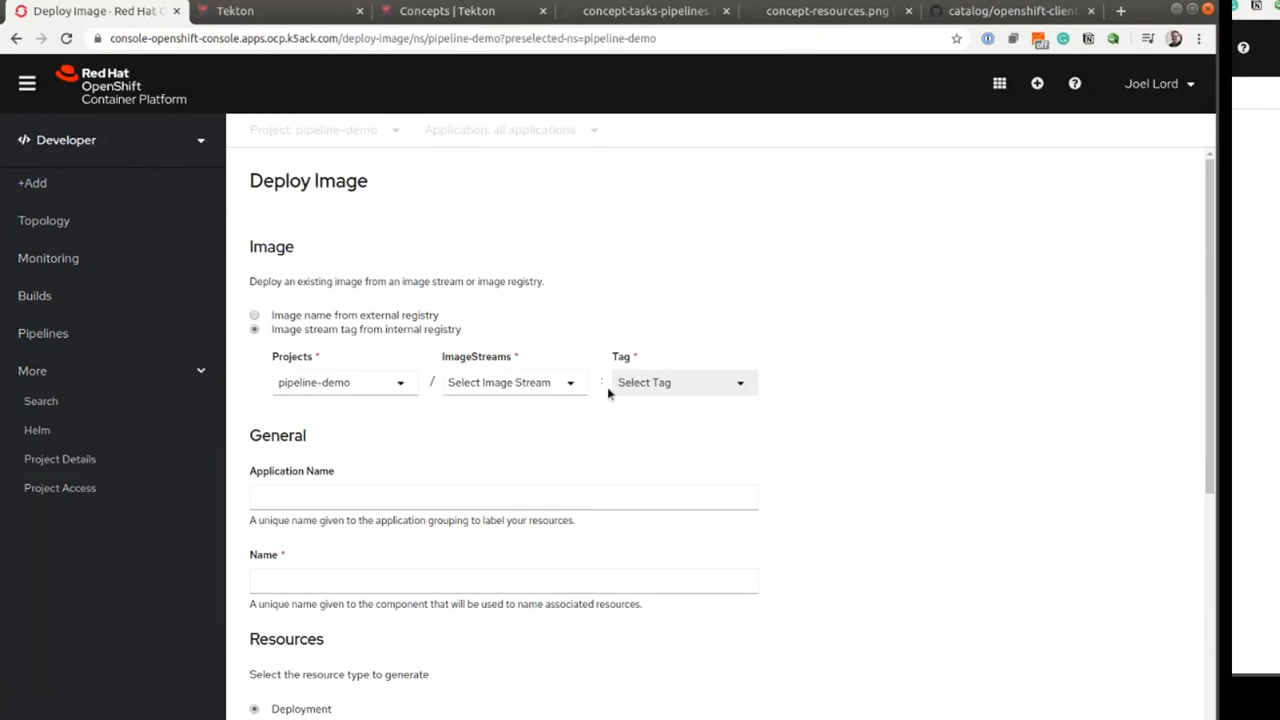 Deploy Image · Red Hat C
Tekton
Concepts | Tekton
concept-tasks-pipelines.
concept-resources.png (
catalog/openshift-client
console-openshift-console.apps.ocp.k5ack.com/deploy-image/ns/pipeline-demo?preselected-ns=pipeline-demo
off
Red Hat
OpenShift
Container Platform
Joel Lord
Developer
Project: pipeline-demo
Application: all applications
+Add
Topology
Monitoring
Builds
Pipelines
More
Search
Helm
Project Details
Project Access
Deploy Image
Image
Deploy an existing image from an image stream or image registry.
Image name from external registry
Image stream tag from internal registry
Projects *
ImageStreams *
Tag *
pipeline-demo
/
Select Image Stream
:
Select Tag
General
Application Name
A unique name given to the application grouping to label your resources.
Name *
A unique name given to the component that will be used to name associated resources.
Resources
Select the resource type to generate
Deployment